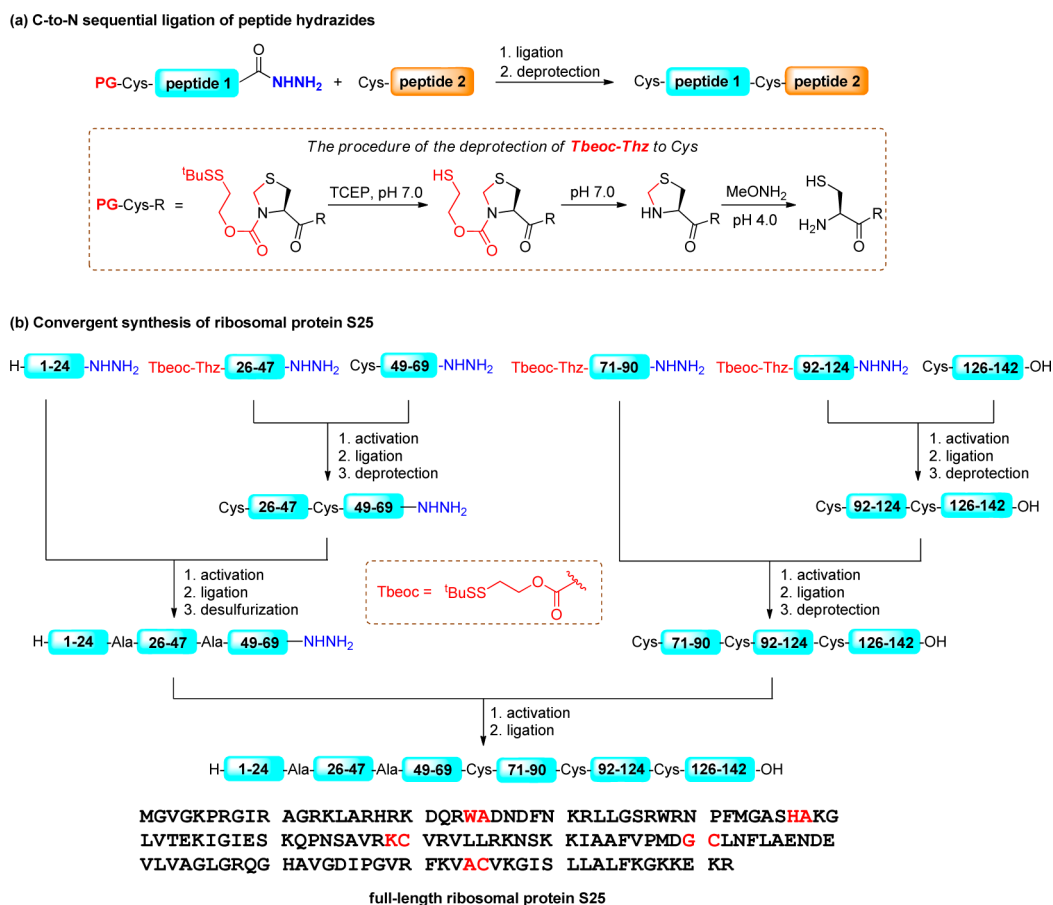 (a) C-to-N sequential ligation of peptide hydrazides
PG-Cys- peptide 1 O NHNH2 + Cys- peptide 2 1. ligation Cys- peptide 1 -Cys- peptide 2
2. deprotection
The procedure of the deprotection of Tbeoc-Thz to Cys
PG-Cys-R = tBuSS S N R O O O TCEP, pH 7.0 HS S N R O O O pH 7.0 S HN R O MeONH2 HS H2N R O
pH 4.0
(b) Convergent synthesis of ribosomal protein S25
H- 1-24 -NHNH2 Tbeoc-Thz- 26-47 -NHNH2 Cys- 49-69 -NHNH2 Tbeoc-Thz- 71-90 -NHNH2 Tbeoc-Thz- 92-124 -NHNH2 Cys- 126-142 -OH
1. activation
2. ligation
3. deprotection
1. activation
2. ligation
3. deprotection
Cys- 26-47 -Cys- 49-69 -NHNH2
Cys- 92-124 -Cys- 126-142 -OH
1. activation
2. ligation
3. desulfurization
Tbeoc = tBuSS O O
1. activation
2. ligation
3. deprotection
H- 1-24 -Ala- 26-47 -Ala- 49-69 -NHNH2
Cys- 71-90 -Cys- 92-124 -Cys- 126-142 -OH
1. activation
2. ligation
H- 1-24 -Ala- 26-47 -Ala- 49-69 -Cys- 71-90 -Cys- 92-124 -Cys- 126-142 -OH
MGVGKPRGIR AGRKLARHRK DQRWADNDFN KRLLGSRWRN PFMGASHAKG
LVTEKIGIES KQPNSAVRKC VRVLLRKNSK KIAAFVPMDG CLNFLAENDE
VLVAGLGRQG HAVGDIPGVR FKVACVKGIS LLALFKGKKE KR
full-length ribosomal protein S25